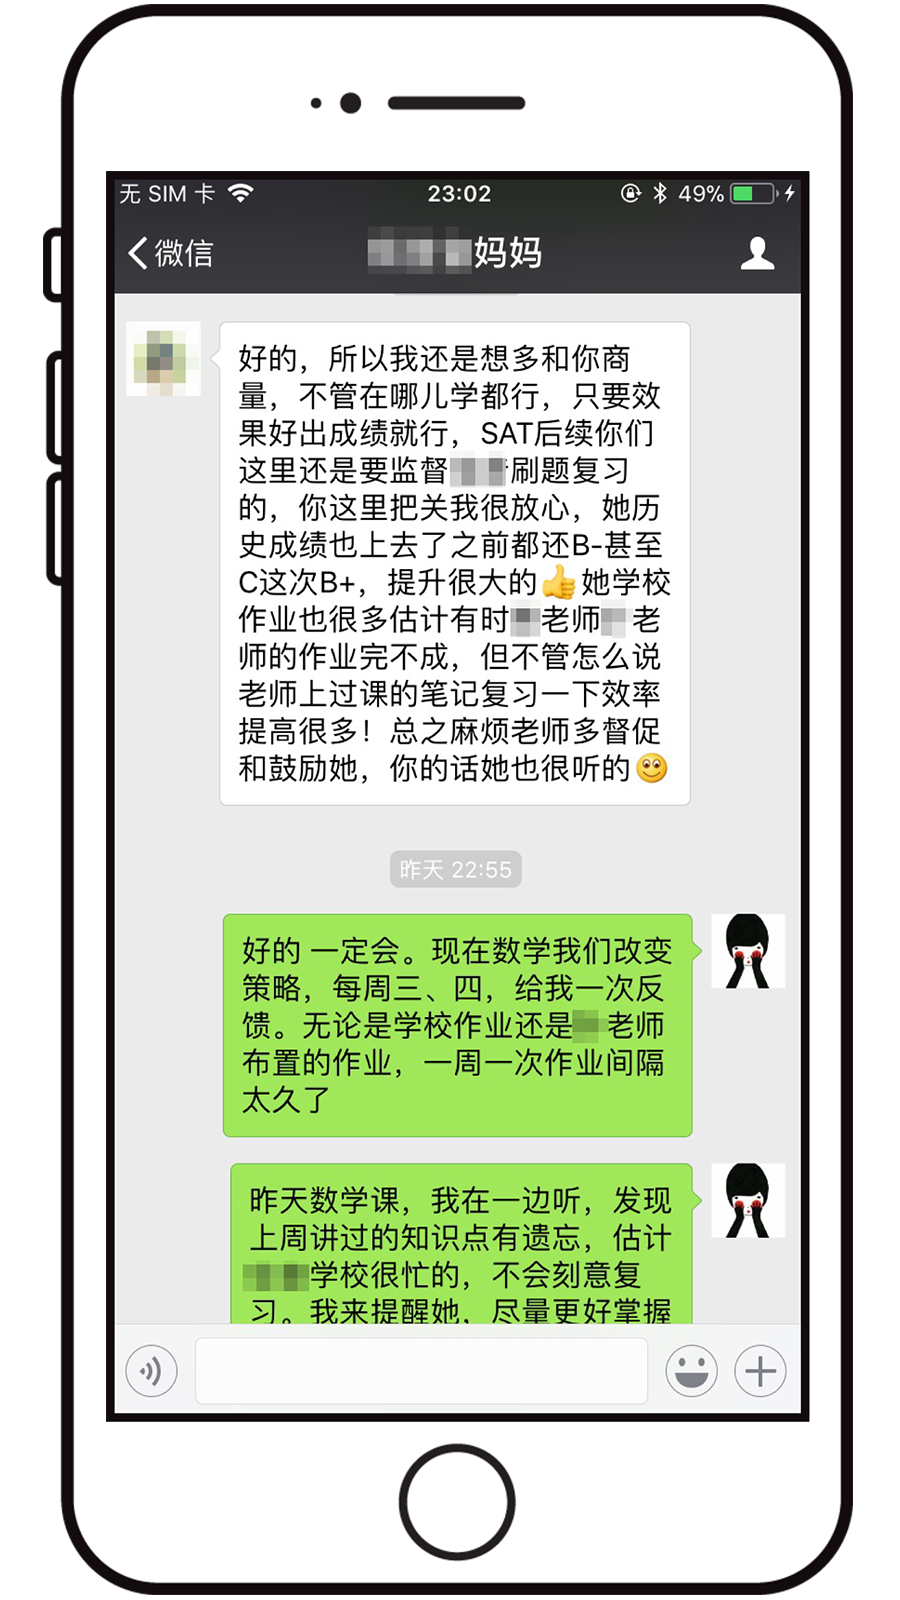 无 SIM 卡 23:02 49%
微信 妈妈
好的，所以我还是想多和你商
量，不管在哪儿学都行，只要效
果好出成绩就行，SAT后续你们
这里还是要监督 刷题复习
的，你这里把关我很放心，她历
史成绩也上去了之前都还B-甚至
C这次B+，提升很大的👍她学校
作业也很多估计有时 老师 老
师的作业完不成，但不管怎么说
老师上过课的笔记复习一下效率
提高很多！总之麻烦老师多督促
和鼓励她，你的话她也很听的🙂
昨天 22:55
好的 一定会。现在数学我们改变
策略，每周三、四，给我一次反
馈。无论是学校作业还是 老师
布置的作业，一周一次作业间隔
太久了
昨天数学课，我在一边听，发现
上周讲过的知识点有遗忘，估计
学校很忙的，不会刻意复
习。我来提醒她，尽量更好掌握